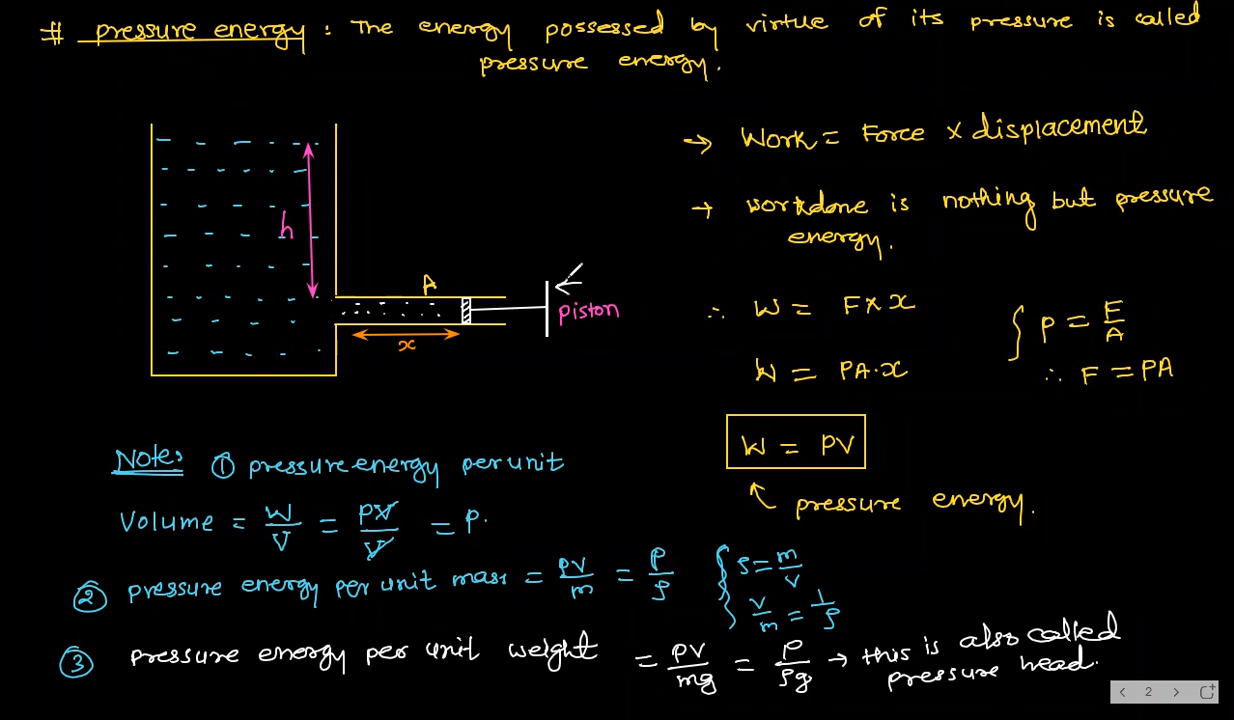 # pressure energy : The energy possessed by virtue of its pressure is called
pressure energy.
→ Work = Force × displacement
→ workdone is nothing but pressure
energy.
h
A
piston
x
∴ W = F × x
{ P = F/A
W = PA·x
∴ F = PA
W = PV
pressure energy.
Note: ① pressure energy per unit
Volume = W/V = PV/V = P.
② pressure energy per unit mass = PV/m = P/ρ { ρ = m/V
V/m = 1/ρ
③ pressure energy per unit weight = PV/mg = P/ρg → this is also called
pressure head.
< 2 >